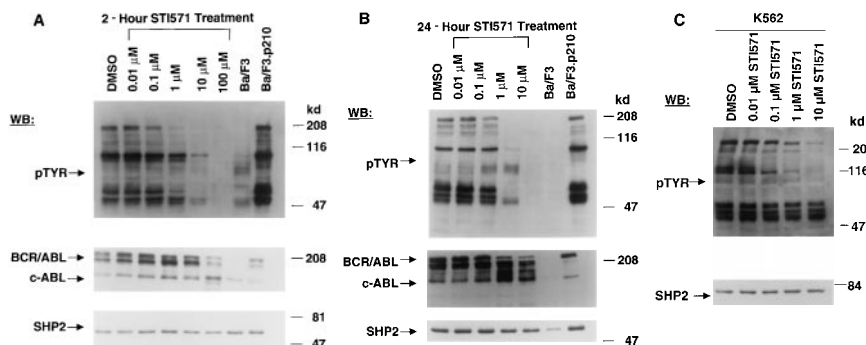 A
2 - Hour STI571 Treatment
DMSO
0.01 µM
0.1 µM
1 µM
10 µM
100 µM
Ba/F3
Ba/F3.p210
kd
WB:
208
116
pTYR
47
BCR/ABL
208
c-ABL
81
SHP2
47
B
24-Hour STI571 Treatment
DMSO
0.01 µM
0.1 µM
1 µM
10 µM
Ba/F3
Ba/F3.p210
kd
WB:
208
116
pTYR
47
BCR/ABL
208
c-ABL
SHP2
47
C
K562
DMSO
0.01 µM STI571
0.1 µM STI571
1 µM STI571
10 µM STI571
kd
WB:
20
116
pTYR
47
84
SHP2